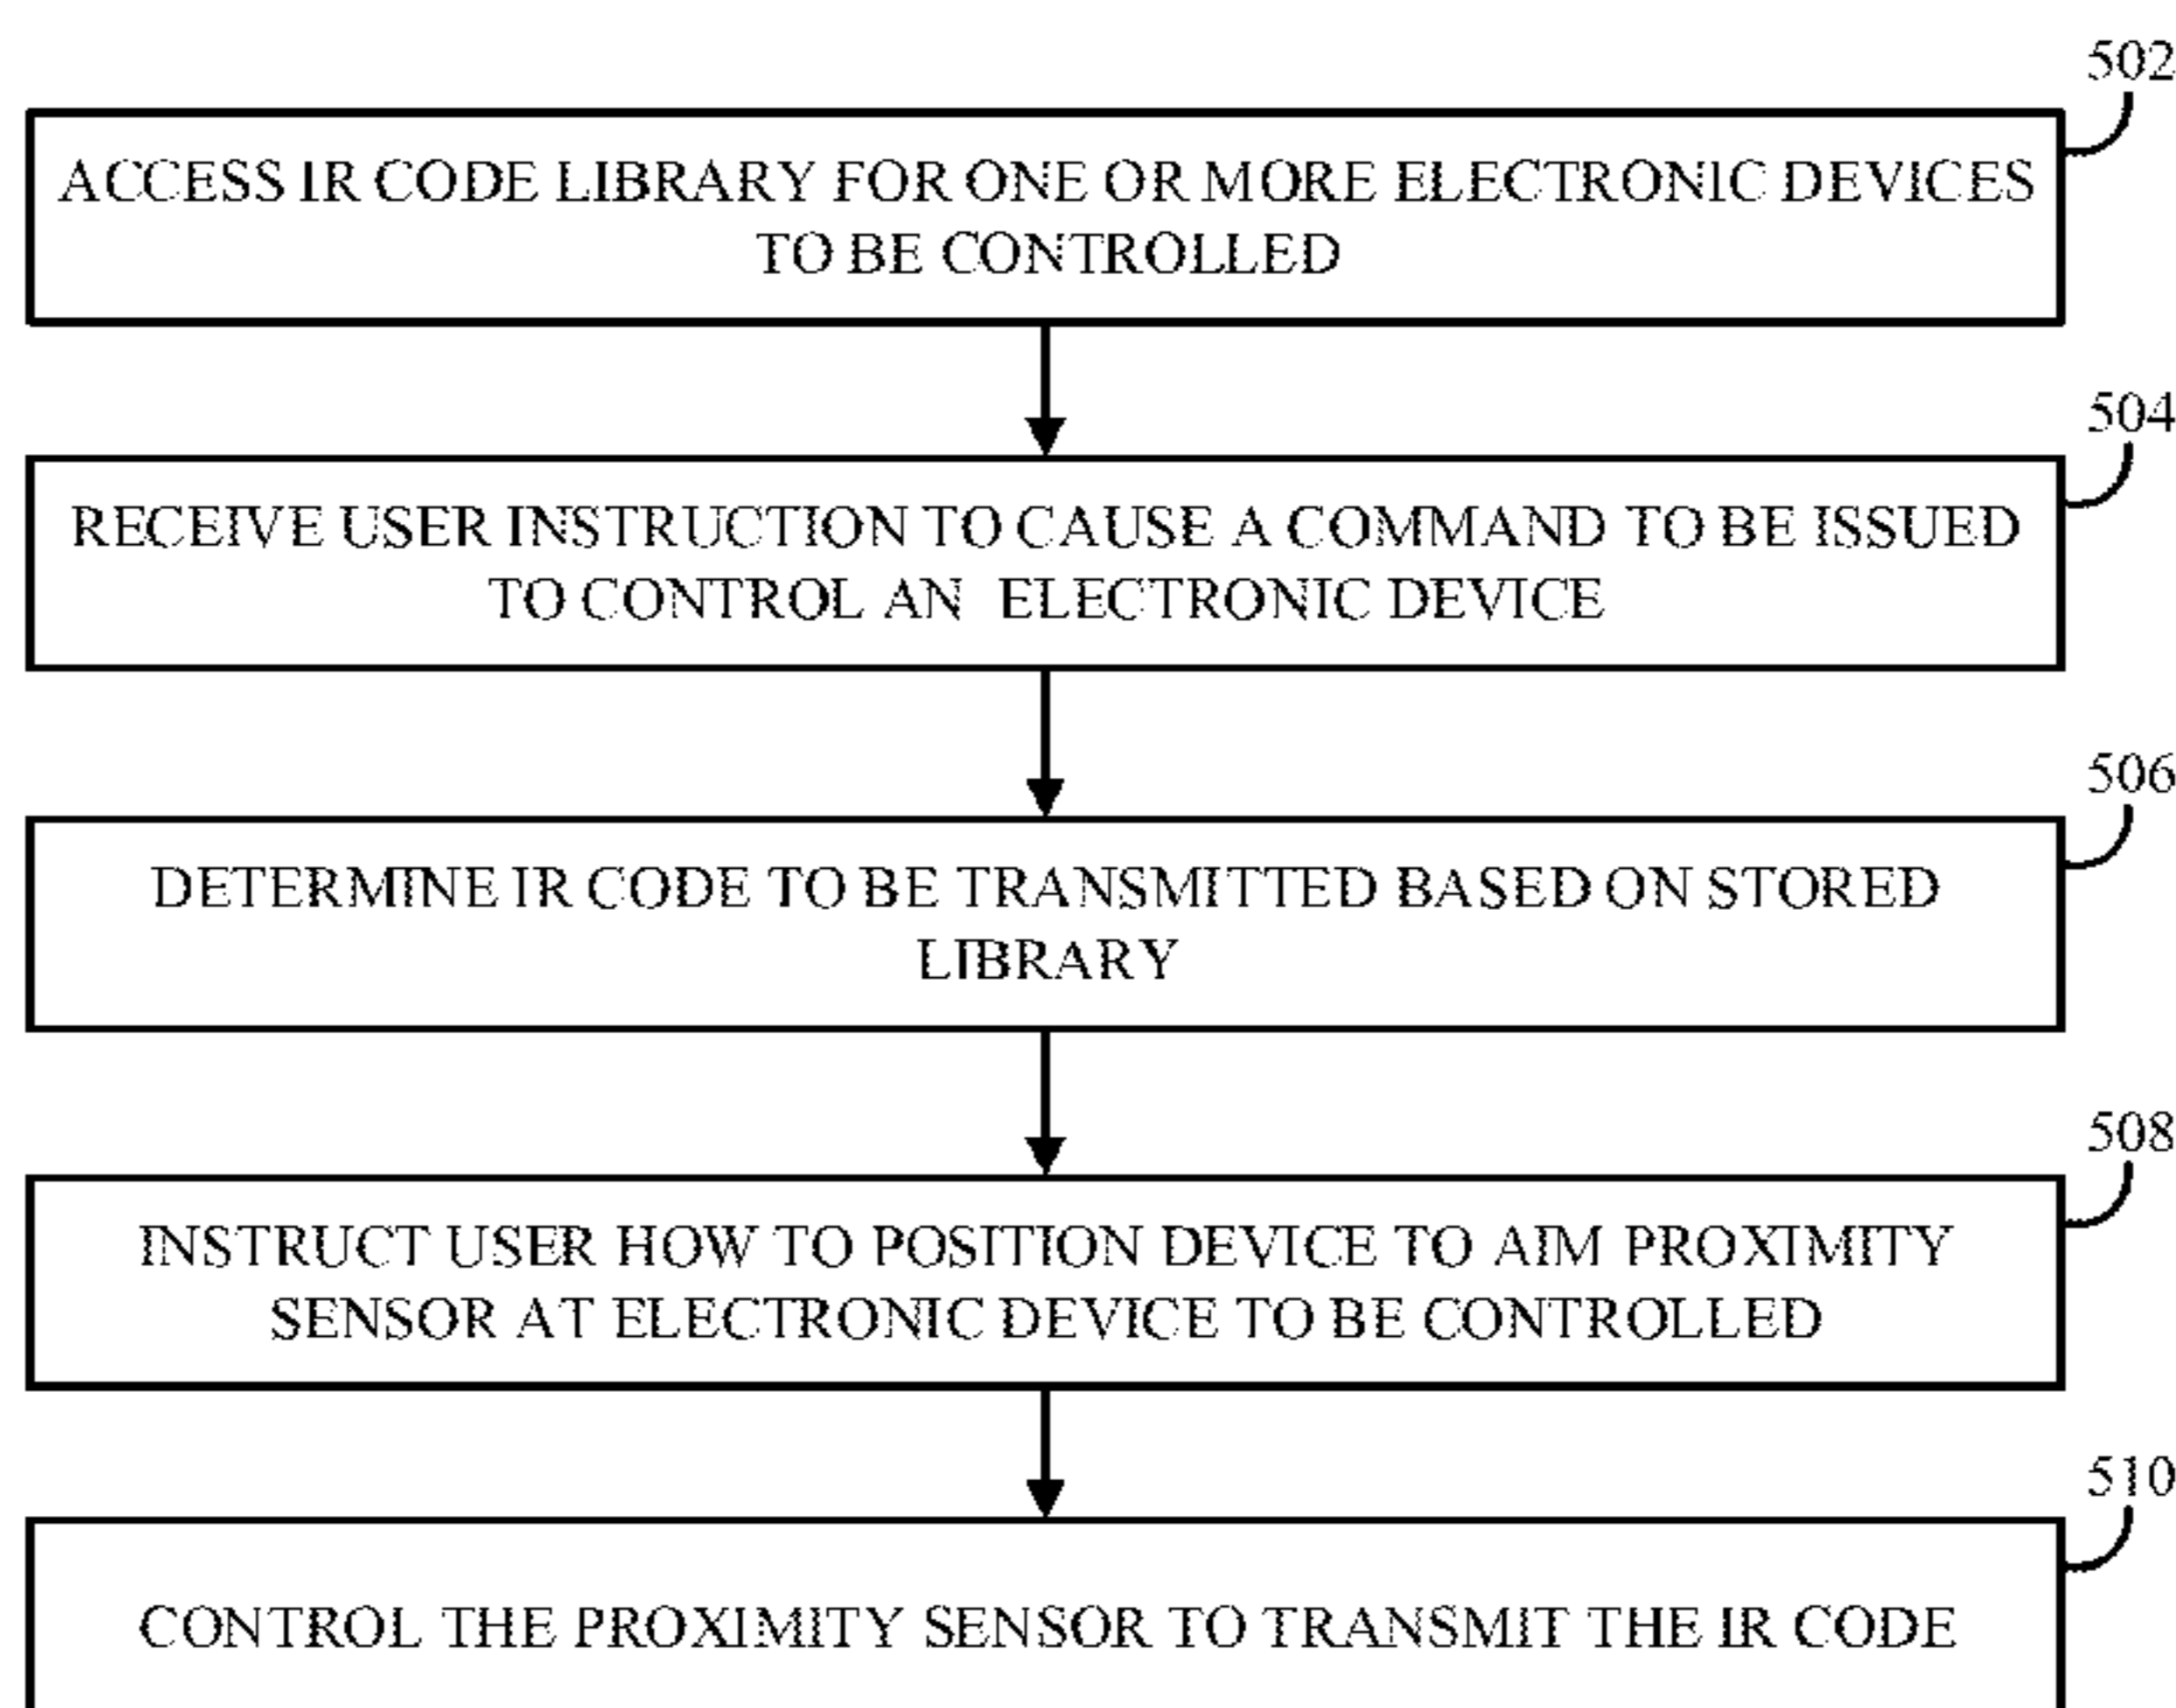 502
ACCESS IR CODE LIBRARY FOR ONE OR MORE ELECTRONIC DEVICES
TO BE CONTROLLED
504
RECEIVE USER INSTRUCTION TO CAUSE A COMMAND TO BE ISSUED
TO CONTROL AN ELECTRONIC DEVICE
506
DETERMINE IR CODE TO BE TRANSMITTED BASED ON STORED
LIBRARY
508
INSTRUCT USER HOW TO POSITION DEVICE TO AIM PROXIMITY
SENSOR AT ELECTRONIC DEVICE TO BE CONTROLLED
510
CONTROL THE PROXIMITY SENSOR TO TRANSMIT THE IR CODE